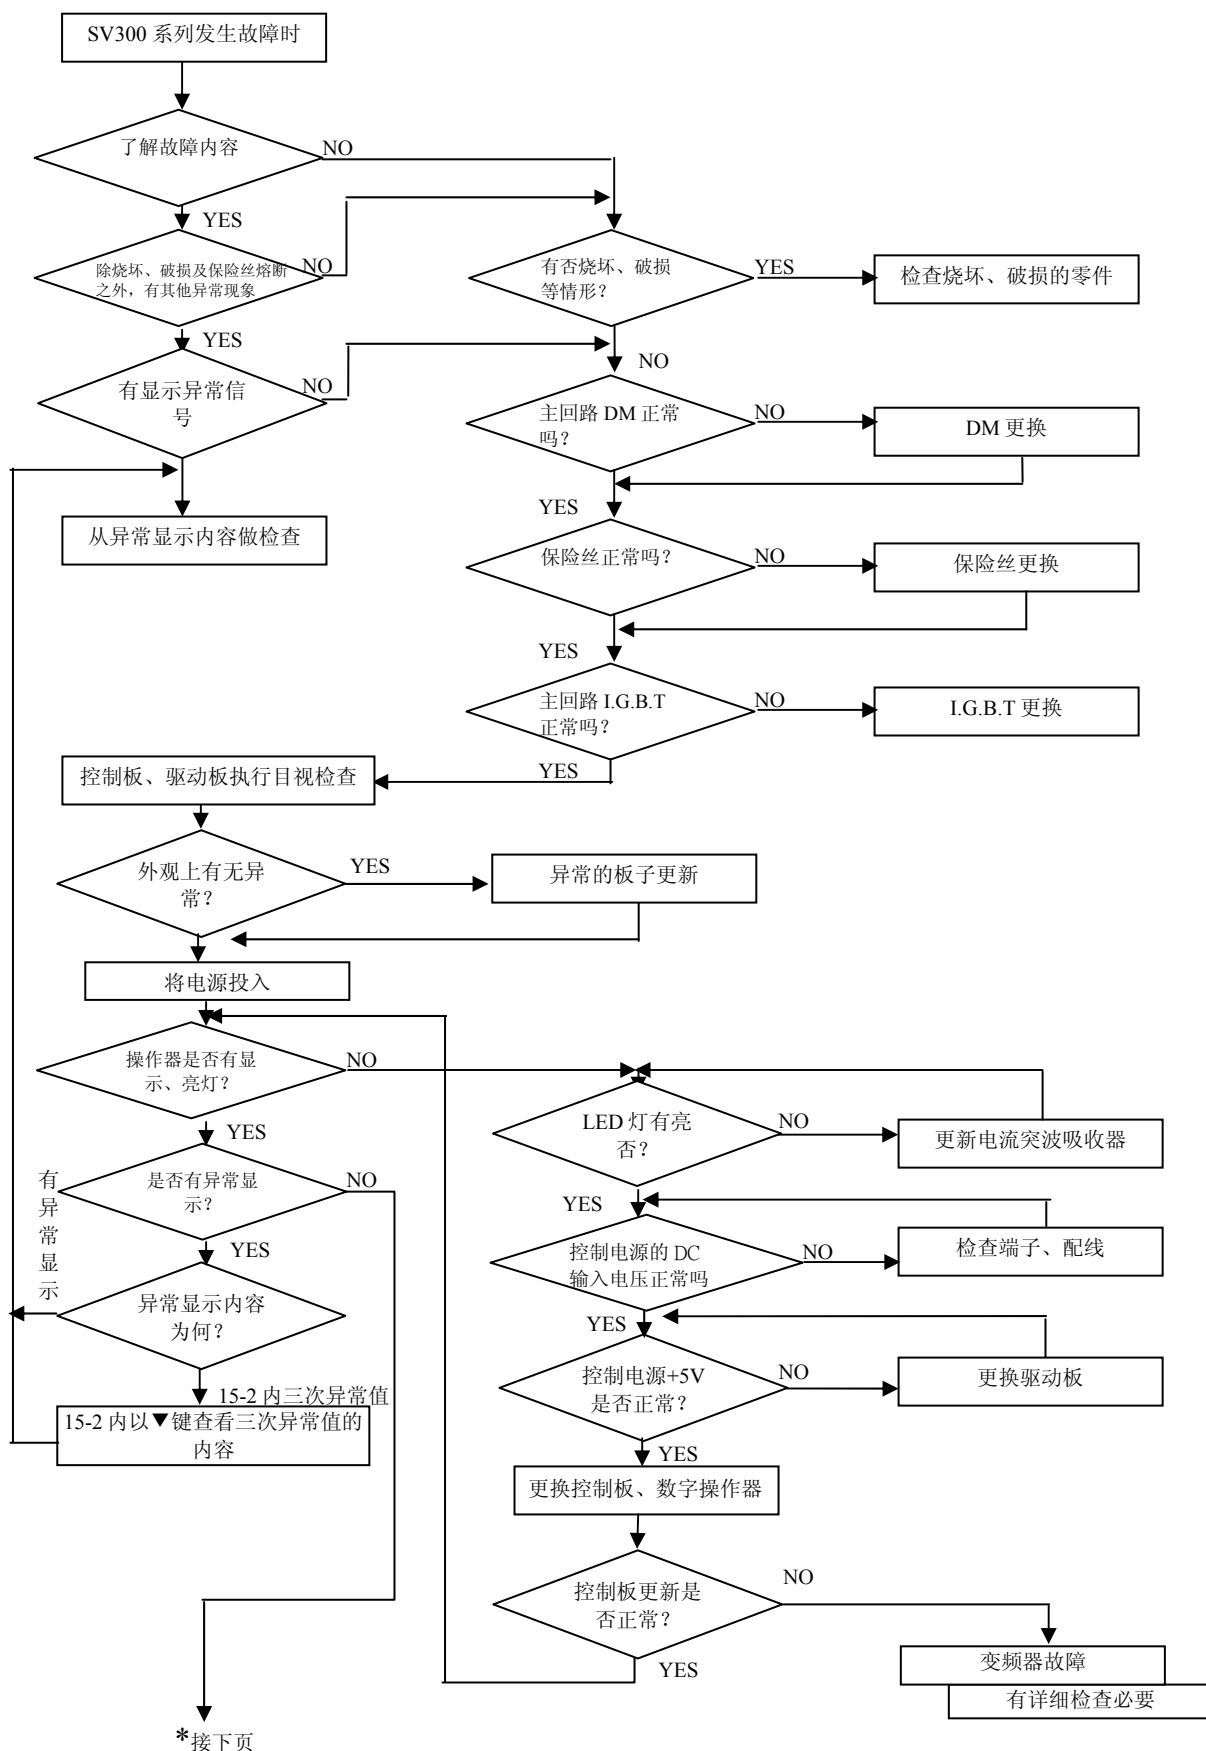 SV300 系列发生故障时
了解故障内容
NO
YES
除烧坏、破损及保险丝熔断
之外，有其他异常现象
NO
有否烧坏、破损
等情形？
YES
检查烧坏、破损的零件
YES
NO
有显示异常信
号
NO
主回路 DM 正常
吗？
NO
DM 更换
YES
从异常显示内容做检查
保险丝正常吗？
NO
保险丝更换
YES
主回路 I.G.B.T
正常吗？
NO
I.G.B.T 更换
YES
控制板、驱动板执行目视检查
外观上有无异
常？
YES
异常的板子更新
将电源投入
操作器是否有显
示、亮灯？
NO
YES
LED 灯有亮
否？
NO
更新电流突波吸收器
有
异
常
显
示
是否有异常显
示？
NO
YES
YES
控制电源的 DC
输入电压正常吗
NO
检查端子、配线
异常显示内容
为何？
YES
控制电源+5V
是否正常？
NO
更换驱动板
15-2 内三次异常值
15-2 内以▼键查看三次异常值的
内容
YES
更换控制板、数字操作器
控制板更新是
否正常？
NO
YES
变频器故障
有详细检查必要
*接下页